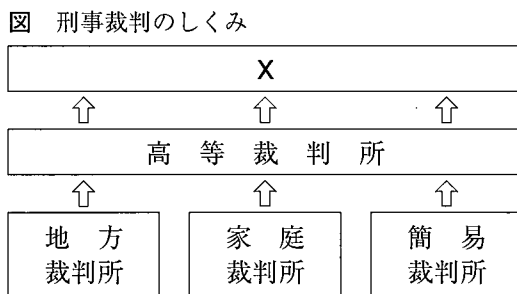 図 刑事裁判のしくみ
X
高等裁判所
地方 家庭 簡易
裁判所 裁判所 裁判所